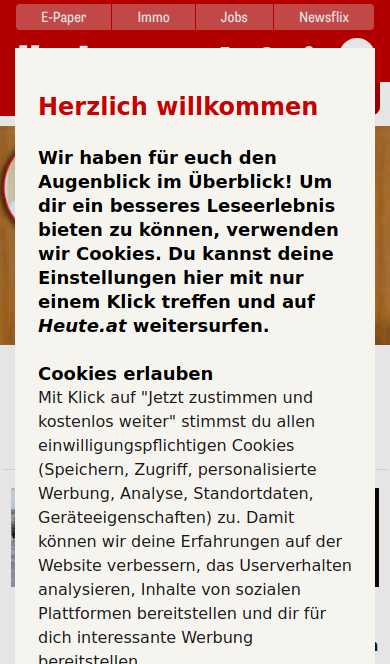 E-Paper
Immo
Jobs
Newsflix
Herzlich willkommen
Wir haben für euch den
Augenblick im Überblick! Um
dir ein besseres Leseerlebnis
bieten zu können, verwenden
wir Cookies. Du kannst deine
Einstellungen hier mit nur
einem Klick treffen und auf
Heute.at weitersurfen.
Cookies erlauben
Mit Klick auf "Jetzt zustimmen und
kostenlos weiter" stimmst du allen
einwilligungspflichtigen Cookies
(Speichern, Zugriff, personalisierte
Werbung, Analyse, Standortdaten,
Geräteeigenschaften) zu. Damit
können wir deine Erfahrungen auf der
Website verbessern, das Userverhalten
analysieren, Inhalte von sozialen
Plattformen bereitstellen und dir für
dich interessante Werbung
bereitstellen